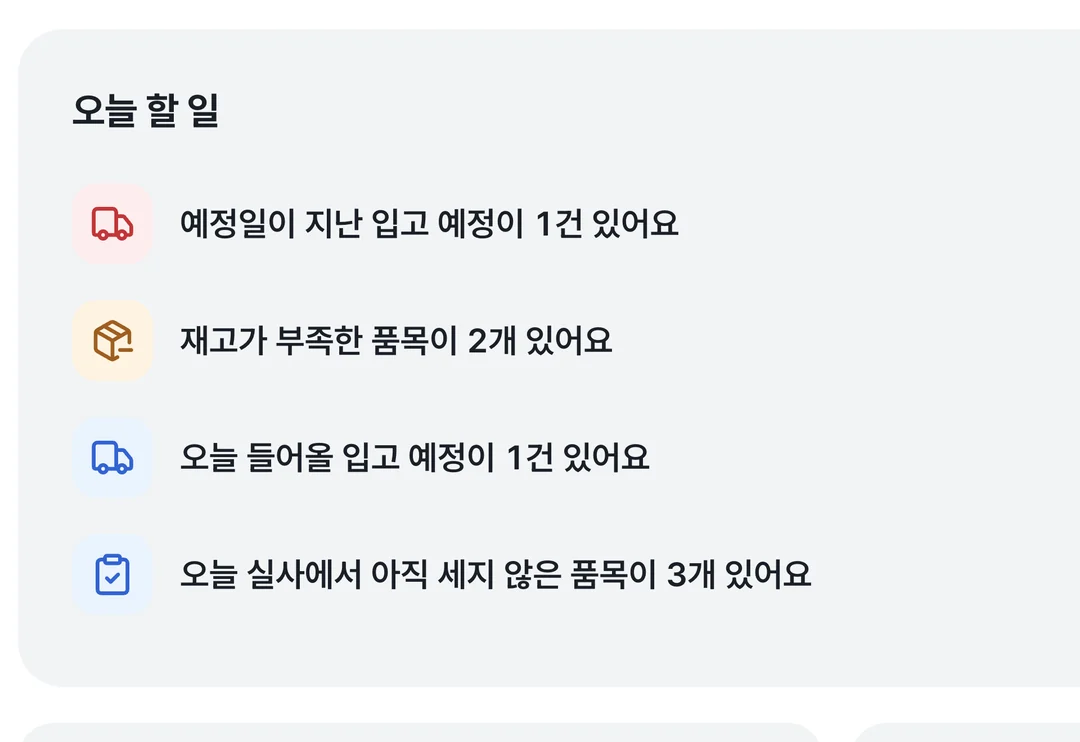 오늘 할 일
예정일이 지난 입고 예정이 1건 있어요
재고가 부족한 품목이 2개 있어요
오늘 들어올 입고 예정이 1건 있어요
오늘 실사에서 아직 세지 않은 품목이 3개 있어요